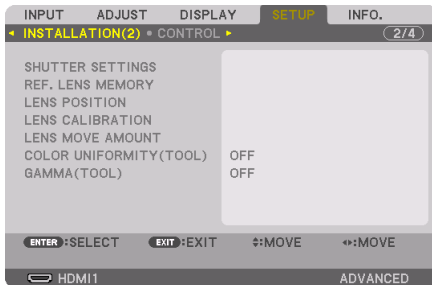 INPUT ADJUST DISPLAY SETUP INFO.
INSTALLATION(2) CONTROL 2/4
SHUTTER SETTINGS
REF. LENS MEMORY
LENS POSITION
LENS CALIBRATION
LENS MOVE AMOUNT
COLOR UNIFORMITY(TOOL) OFF
GAMMA(TOOL) OFF
ENTER:SELECT EXIT:EXIT :MOVE :MOVE
HDMI1 ADVANCED